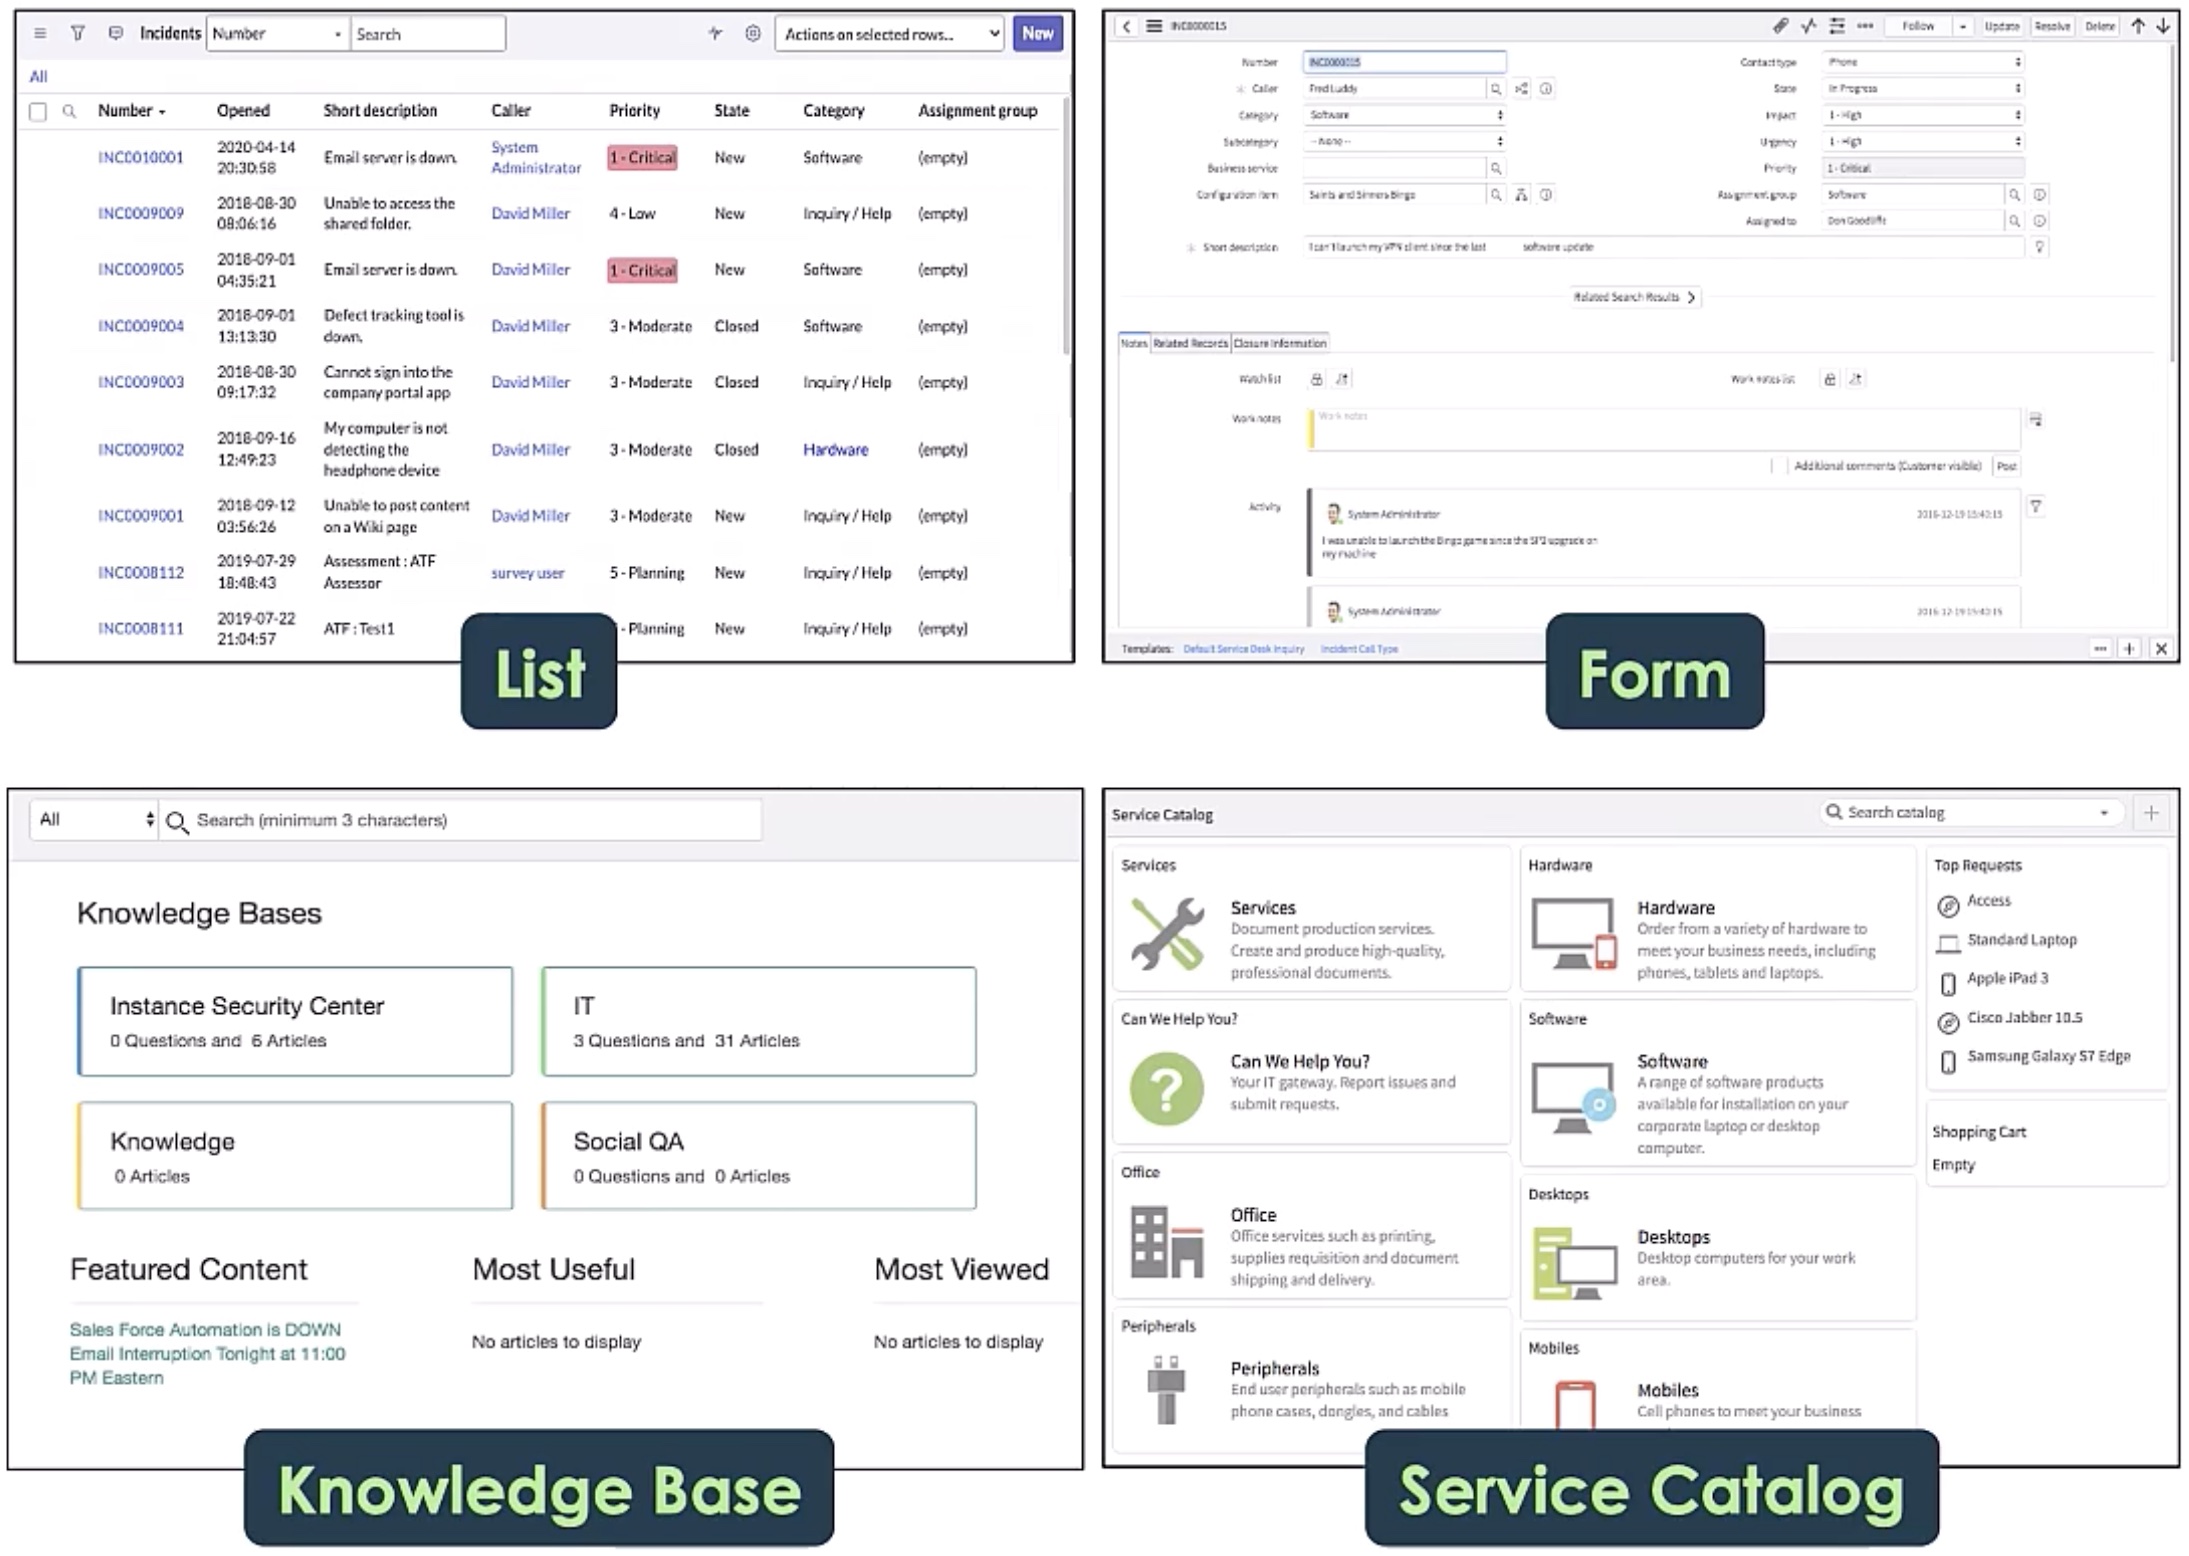 Incidents Number Search Actions on selected rows... New
All
Number Opened Short description Caller Priority State Category Assignment group
INC0010001 2020-04-14 20:30:58 Email server is down. System Administrator 1 - Critical New Software (empty)
INC0009009 2018-08-30 08:06:16 Unable to access the shared folder. David Miller 4 - Low New Inquiry / Help (empty)
INC0009005 2018-09-01 04:35:21 Email server is down. David Miller 1 - Critical New Software (empty)
INC0009004 2018-09-01 13:13:30 Defect tracking tool is down. David Miller 3 - Moderate Closed Software (empty)
INC0009003 2018-08-30 09:17:32 Cannot sign into the company portal app David Miller 3 - Moderate Closed Inquiry / Help (empty)
INC0009002 2018-09-16 12:49:23 My computer is not detecting the headphone device David Miller 3 - Moderate Closed Hardware (empty)
INC0009001 2018-09-12 03:56:26 Unable to post content on a Wiki page David Miller 3 - Moderate New Inquiry / Help (empty)
INC0008112 2019-07-29 18:48:43 Assessment : ATF Assessor survey user 5 - Planning New Inquiry / Help (empty)
INC0008111 2019-07-22 21:04:57 ATF : Test1 - Planning New Inquiry / Help (empty)
List
INC0000015 Follow Update Resolve Delete
Number INC0000015 Contact type Phone
Caller Fred Luddy State In Progress
Category Software Impact 1 - High
Subcategory -- None -- Urgency 1 - High
Business service Priority 1 - Critical
Configuration item Saints and Sinners Bingo Assignment group Software
Assigned to Don Goodliffe
Short description I can't launch my VPN client since the last software update
Related Search Results
Notes Related Records Closure Information
Watch list Work notes list
Work notes Work notes
Additional comments (Customer visible) Post
Activity System Administrator 2016-12-19 15:40:15
I was unable to launch the Bingo game since the SP2 upgrade on
my machine
System Administrator 2016-12-19 15:40:15
Templates: Default Service Desk Inquiry Incident Call Type
Form
All Search (minimum 3 characters)
Knowledge Bases
Instance Security Center
0 Questions and 6 Articles
IT
3 Questions and 31 Articles
Knowledge
0 Articles
Social QA
0 Questions and 0 Articles
Featured Content
Sales Force Automation is DOWN
Email Interruption Tonight at 11:00
PM Eastern
Most Useful
No articles to display
Most Viewed
No articles to display
Knowledge Base
Service Catalog Search catalog
Services
Services
Document production services.
Create and produce high-quality,
professional documents.
Can We Help You?
Can We Help You?
Your IT gateway. Report issues and
submit requests.
Office
Office
Office services such as printing,
supplies requisition and document
shipping and delivery.
Peripherals
Peripherals
End user peripherals such as mobile
phone cases, dongles, and cables
Hardware
Hardware
Order from a variety of hardware to
meet your business needs, including
phones, tablets and laptops.
Software
Software
A range of software products
available for installation on your
corporate laptop or desktop
computer.
Desktops
Desktops
Desktop computers for your work
area.
Mobiles
Mobiles
Cell phones to meet your business
Top Requests
Access
Standard Laptop
Apple iPad 3
Cisco Jabber 10.5
Samsung Galaxy S7 Edge
Shopping Cart
Empty
Service Catalog